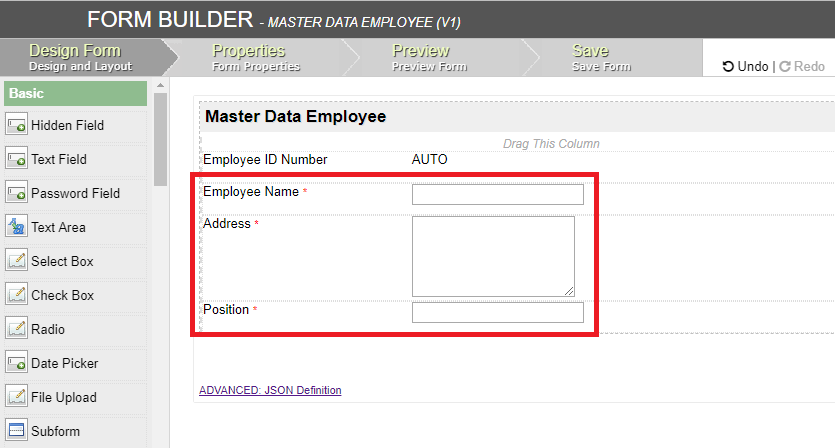 FORM BUILDER - MASTER DATA EMPLOYEE (V1)
Design Form
Design and Layout
Properties
Form Properties
Preview
Preview Form
Save
Save Form
Undo | Redo
Basic
Hidden Field
Text Field
Password Field
Text Area
Select Box
Check Box
Radio
Date Picker
File Upload
Subform
Master Data Employee
Drag This Column
Employee ID Number AUTO
Employee Name *
Address *
Position *
ADVANCED: JSON Definition